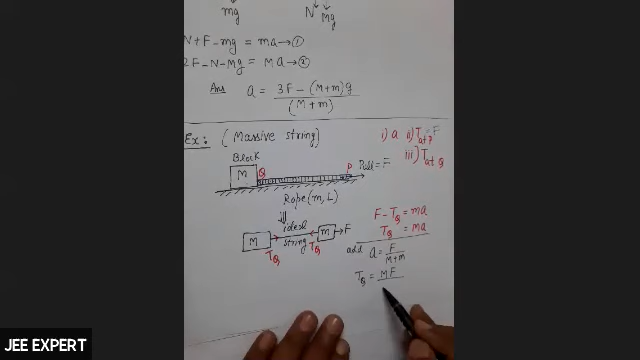 mg
N Mg
N+F-mg = ma → ①
2F-N-Mg = Ma → ②
Ans a = 3F-(M+m)g / (M+m)
Ex: (Massive string)
i) a ii) T at P = F
iii) T at Q
Block
M Q P Pull = F
Rope (m, L)
ideal
string
M m F
T_Q T_Q
F - T_Q = ma
T_Q = Ma
add a = F / M+m
T_Q = MF
JEE EXPERT